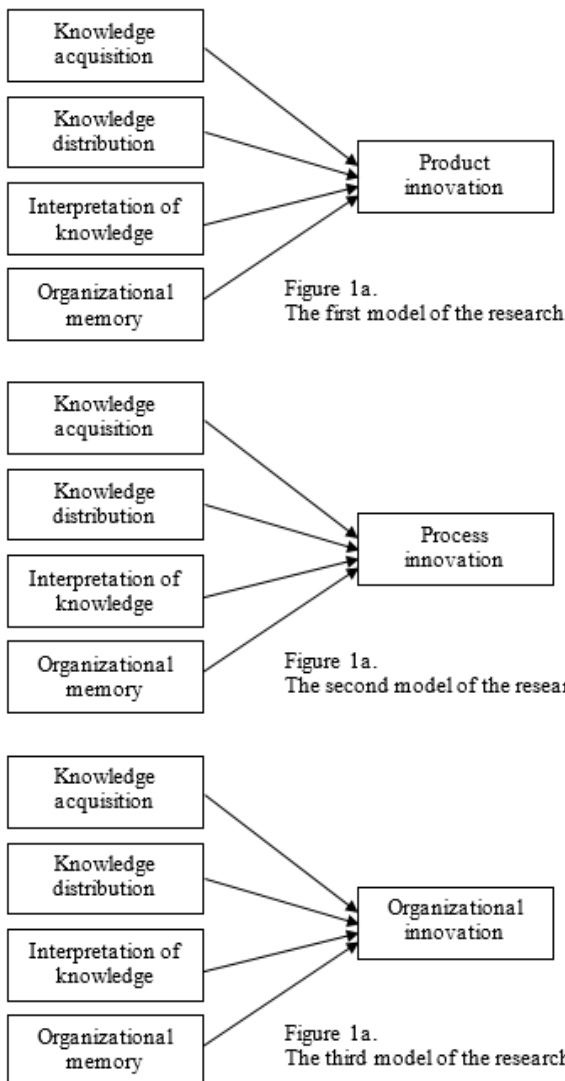 Knowledge
acquisition
Knowledge
distribution
Interpretation of
knowledge
Organizational
memory
Product
innovation
Figure 1a.
The first model of the research
Knowledge
acquisition
Knowledge
distribution
Interpretation of
knowledge
Organizational
memory
Process
innovation
Figure 1a.
The second model of the resear
Knowledge
acquisition
Knowledge
distribution
Interpretation of
knowledge
Organizational
memory
Organizational
innovation
Figure 1a.
The third model of the research